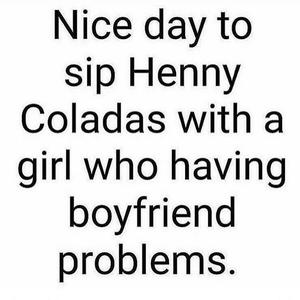 Nice day to
sip Henny
Coladas with a
girl who having
boyfriend
problems.